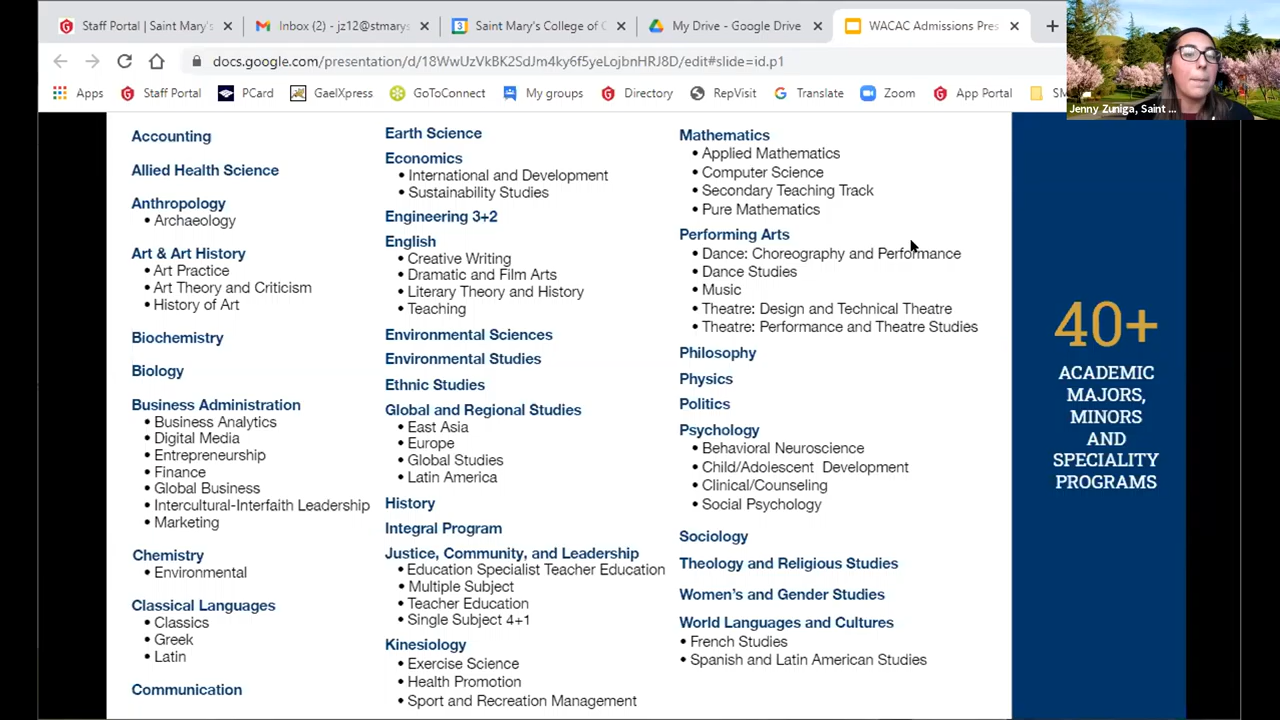 Staff Portal | Saint Mary's
Inbox (2) - jz12@stmarys
Saint Mary's College of C
My Drive - Google Drive
WACAC Admissions Pres
docs.google.com/presentation/d/18WwUzVkBK2SdJm4ky6f5yeLojbnHRJ8D/edit#slide=id.p1
Apps
Staff Portal
PCard
GaelXpress
GoToConnect
My groups
Directory
RepVisit
Translate
Zoom
App Portal
SM
Jenny Zuniga, Saint ...
Accounting
Allied Health Science
Anthropology
• Archaeology
Art & Art History
• Art Practice
• Art Theory and Criticism
• History of Art
Biochemistry
Biology
Business Administration
• Business Analytics
• Digital Media
• Entrepreneurship
• Finance
• Global Business
• Intercultural-Interfaith Leadership
• Marketing
Chemistry
• Environmental
Classical Languages
• Classics
• Greek
• Latin
Communication
Earth Science
Economics
• International and Development
• Sustainability Studies
Engineering 3+2
English
• Creative Writing
• Dramatic and Film Arts
• Literary Theory and History
• Teaching
Environmental Sciences
Environmental Studies
Ethnic Studies
Global and Regional Studies
• East Asia
• Europe
• Global Studies
• Latin America
History
Integral Program
Justice, Community, and Leadership
• Education Specialist Teacher Education
• Multiple Subject
• Teacher Education
• Single Subject 4+1
Kinesiology
• Exercise Science
• Health Promotion
• Sport and Recreation Management
Mathematics
• Applied Mathematics
• Computer Science
• Secondary Teaching Track
• Pure Mathematics
Performing Arts
• Dance: Choreography and Performance
• Dance Studies
• Music
• Theatre: Design and Technical Theatre
• Theatre: Performance and Theatre Studies
Philosophy
Physics
Politics
Psychology
• Behavioral Neuroscience
• Child/Adolescent Development
• Clinical/Counseling
• Social Psychology
Sociology
Theology and Religious Studies
Women's and Gender Studies
World Languages and Cultures
• French Studies
• Spanish and Latin American Studies
40+
ACADEMIC
MAJORS,
MINORS
AND
SPECIALITY
PROGRAMS